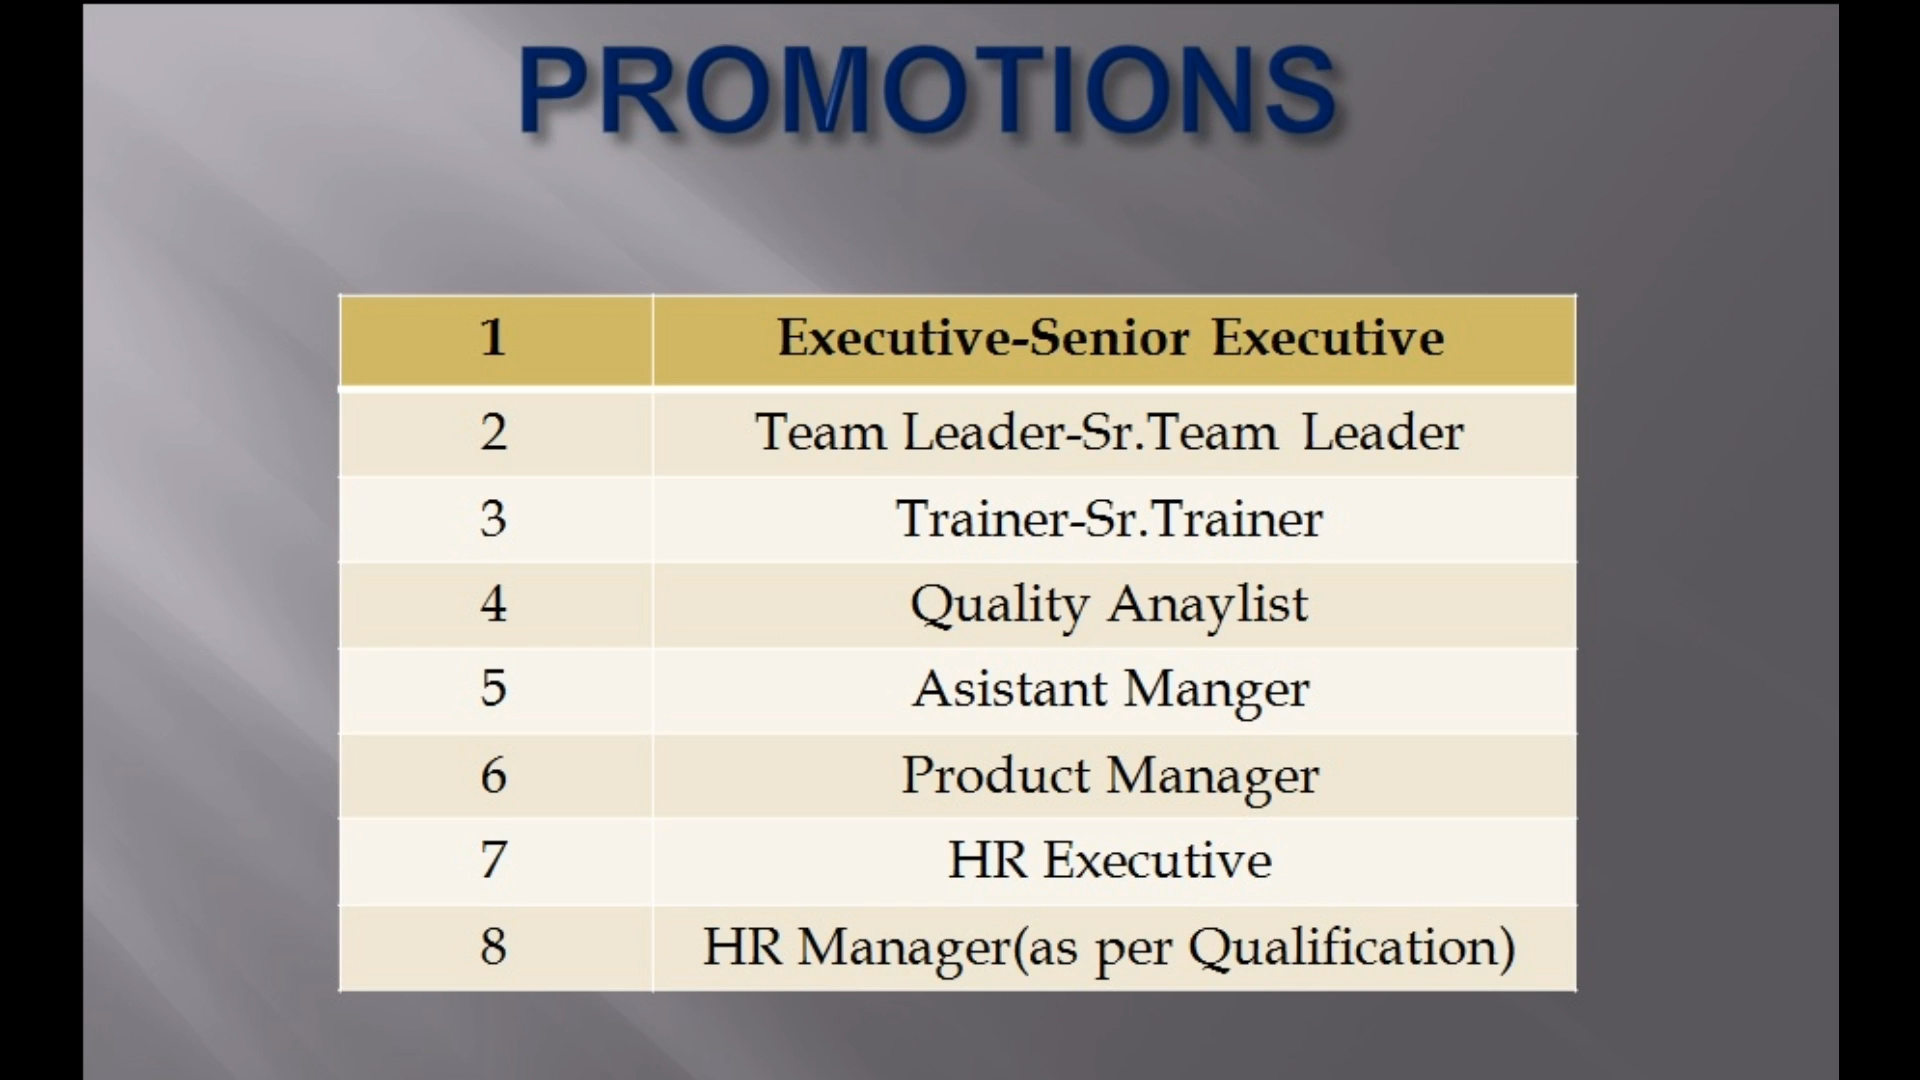 PROMOTIONS
1 Executive-Senior Executive
2 Team Leader-Sr.Team Leader
3 Trainer-Sr.Trainer
4 Quality Anaylist
5 Asistant Manger
6 Product Manager
7 HR Executive
8 HR Manager(as per Qualification)